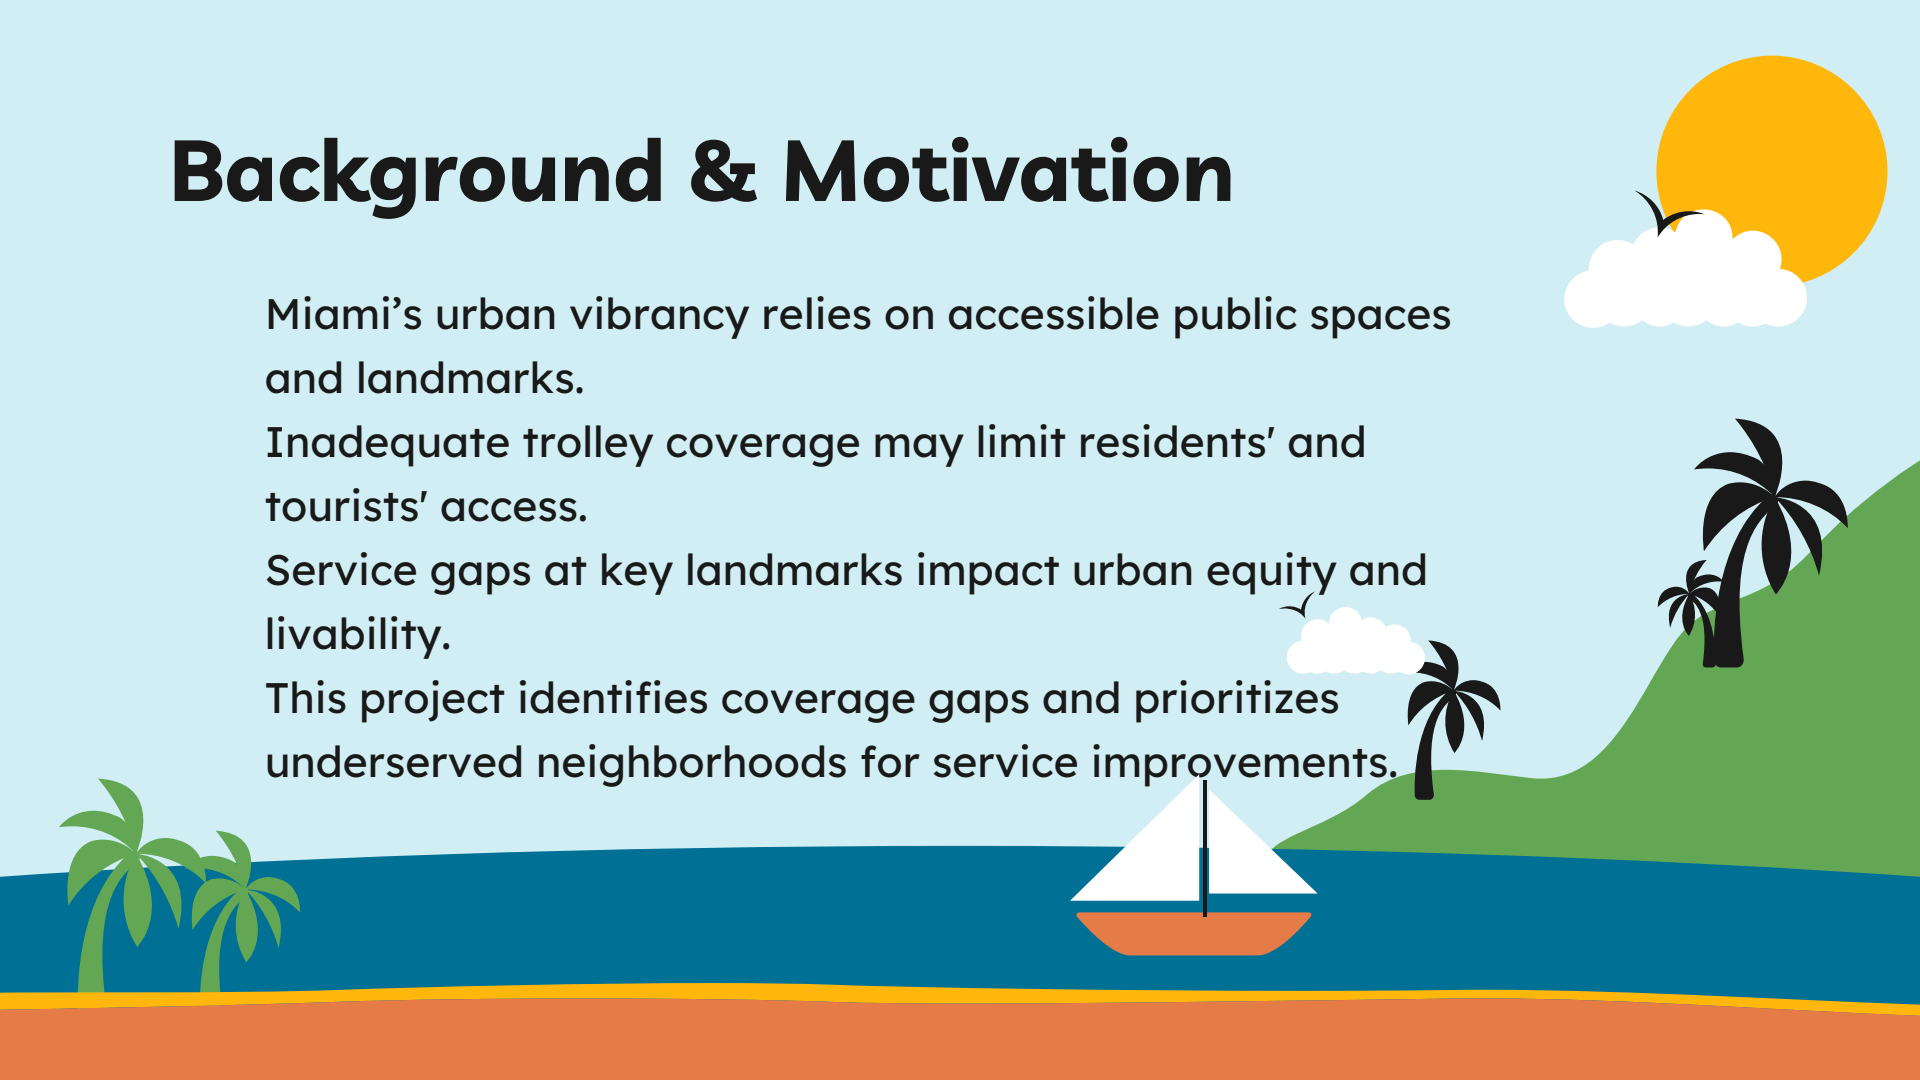 Background & Motivation
Miami’s urban vibrancy relies on accessible public spaces
and landmarks.
Inadequate trolley coverage may limit residents' and
tourists' access.
Service gaps at key landmarks impact urban equity and
livability.
This project identifies coverage gaps and prioritizes
underserved neighborhoods for service improvements.